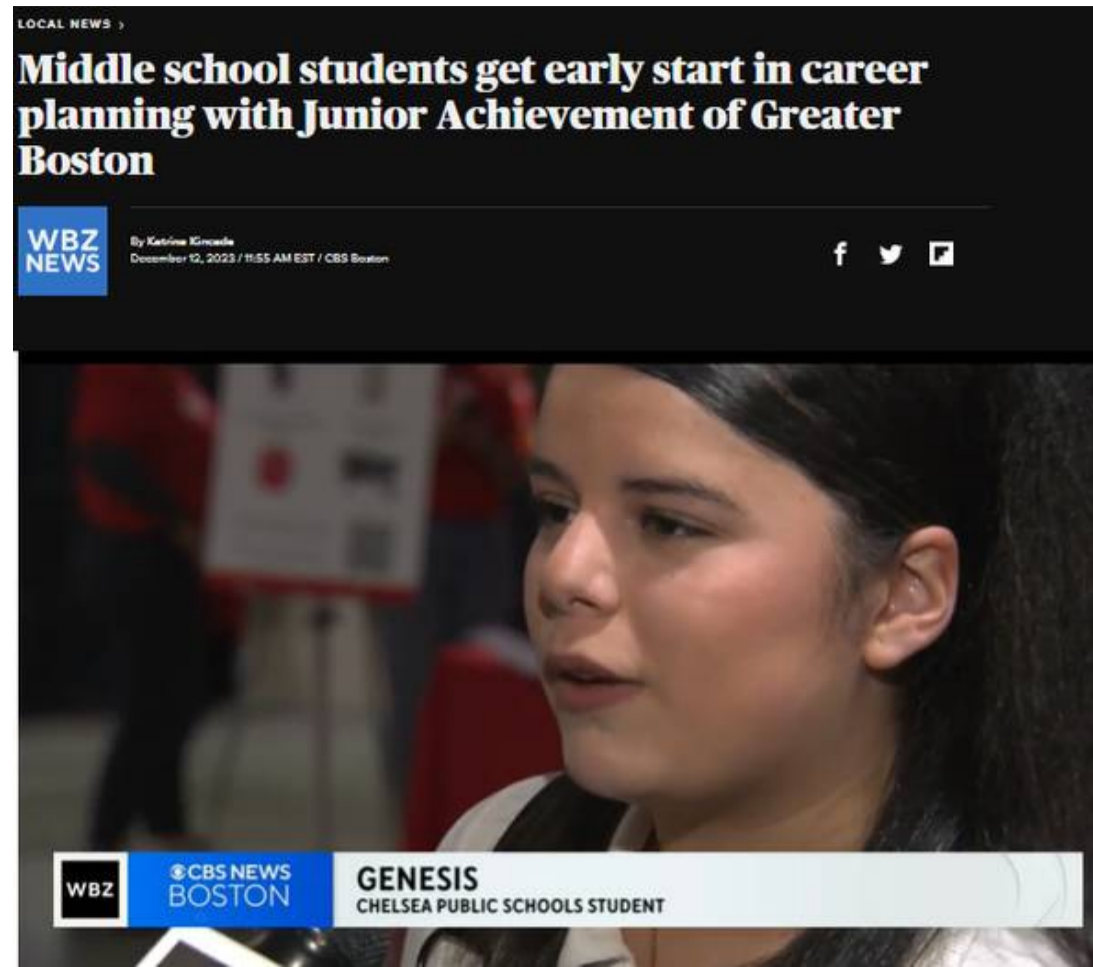 LOCAL NEWS >
Middle school students get early start in career
planning with Junior Achievement of Greater
Boston
WBZ
NEWS
By Katrina Kincade
December 12, 2023 / 11:55 AM EST / CBS Boston
WBZ
CBS NEWS
BOSTON
GENESIS
CHELSEA PUBLIC SCHOOLS STUDENT